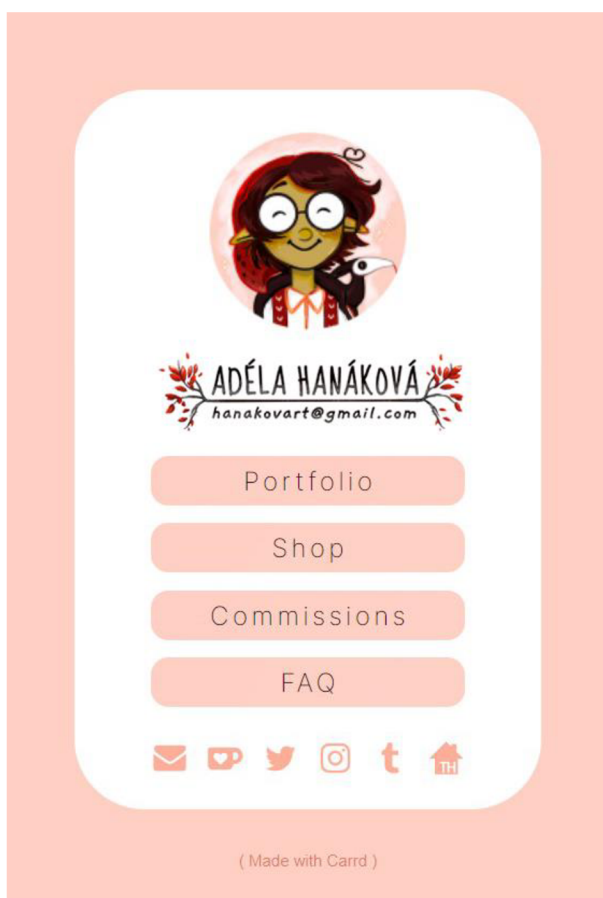 ADÉLA HANÁKOVÁ
hanakovart@gmail.com
Portfolio
Shop
Commissions
FAQ
t
TH
( Made with Carrd )